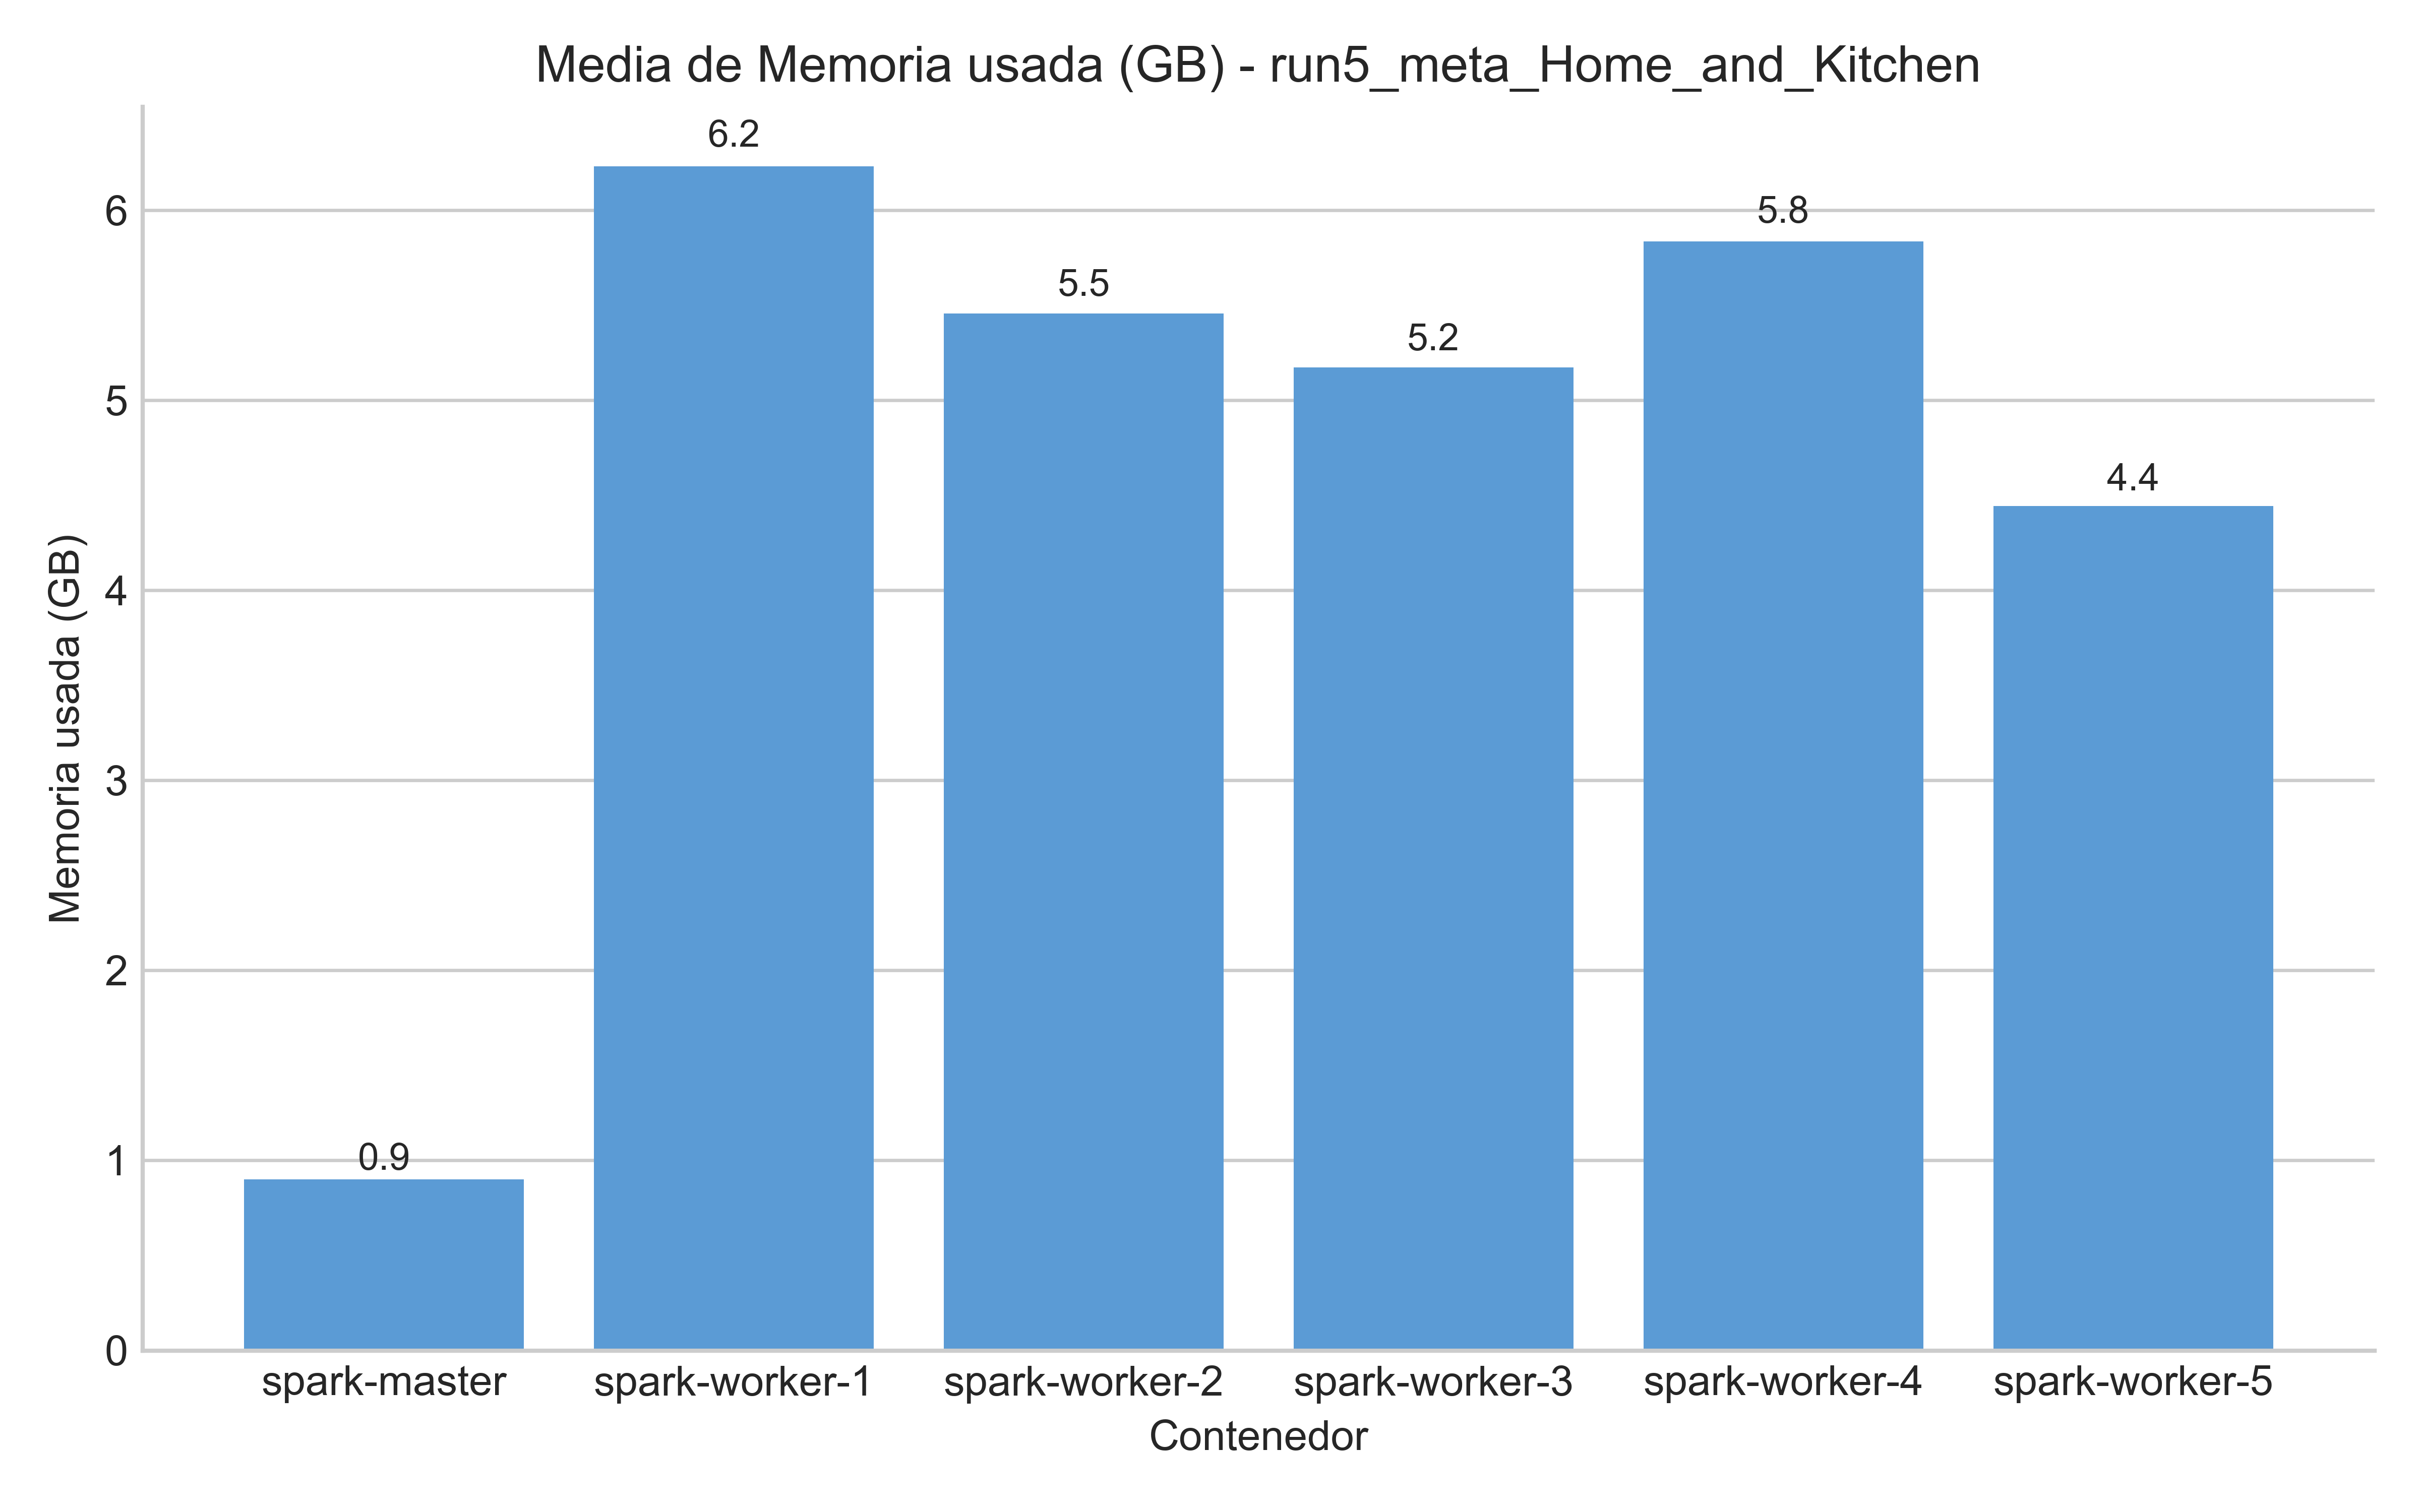 Media de Memoria usada (GB) - run5_meta_Home_and_Kitchen
6.2
5.8
5.5
5.2
4.4
0.9
Memoria usada (GB)
6
5
4
3
2
1
0
spark-master
spark-worker-1
spark-worker-2
spark-worker-3
spark-worker-4
spark-worker-5
Contenedor